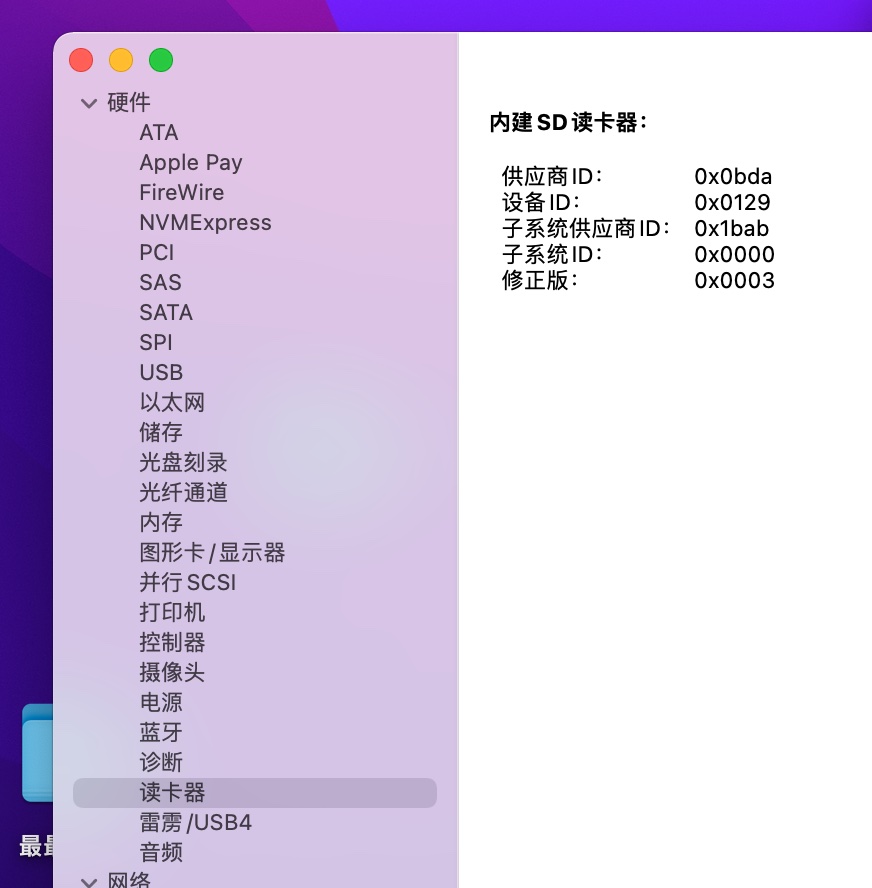 硬件
ATA
Apple Pay
FireWire
NVMExpress
PCI
SAS
SATA
SPI
USB
以太网
储存
光盘刻录
光纤通道
内存
图形卡/显示器
并行SCSI
打印机
控制器
摄像头
电源
蓝牙
诊断
读卡器
雷雳/USB4
音频
网络
内建SD读卡器：
供应商ID： 0x0bda
设备ID： 0x0129
子系统供应商ID： 0x1bab
子系统ID： 0x0000
修正版： 0x0003